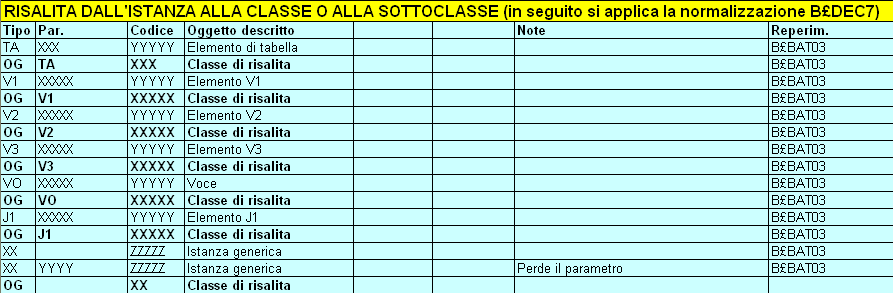 RISALITA DALL'ISTANZA ALLA CLASSE O ALLA SOTTOCLASSE (in seguito si applica la normalizzazione B£DEC7)
Tipo Par. Codice Oggetto descritto Note Reperim.
TA XXX YYYYY Elemento di tabella B£BAT03
OG TA XXX Classe di risalita B£BAT03
V1 XXXXX YYYYY Elemento V1 B£BAT03
OG V1 XXXXX Classe di risalita B£BAT03
V2 XXXXX YYYYY Elemento V2 B£BAT03
OG V2 XXXXX Classe di risalita B£BAT03
V3 XXXXX YYYYY Elemento V3 B£BAT03
OG V3 XXXXX Classe di risalita B£BAT03
VO XXXXX YYYYY Voce B£BAT03
OG VO XXXXX Classe di risalita B£BAT03
J1 XXXXX YYYYY Elemento J1 B£BAT03
OG J1 XXXXX Classe di risalita B£BAT03
XX ZZZZZ Istanza generica B£BAT03
XX YYYY ZZZZZ Istanza generica Perde il parametro B£BAT03
OG XX Classe di risalita